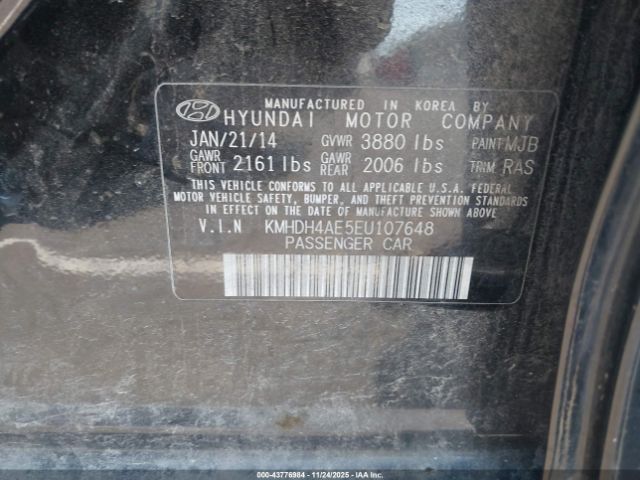 MANUFACTURED IN KOREA BY
HYUNDAI MOTOR COMPANY
JAN/21/14 GVWR 3880 lbs PAINT MJB
GAWR FRONT 2161 lbs GAWR REAR 2006 lbs TRIM RAS
THIS VEHICLE CONFORMS TO ALL APPLICABLE U.S.A. FEDERAL
MOTOR VEHICLE SAFETY, BUMPER, AND THEFT PREVENTION STANDARDS
IN EFFECT ON THE DATE OF MANUFACTURE SHOWN ABOVE.
V.I.N KMHDH4AE5EU107648
PASSENGER CAR
© 00-43776984 | 11/24/2025 | IAA Inc.